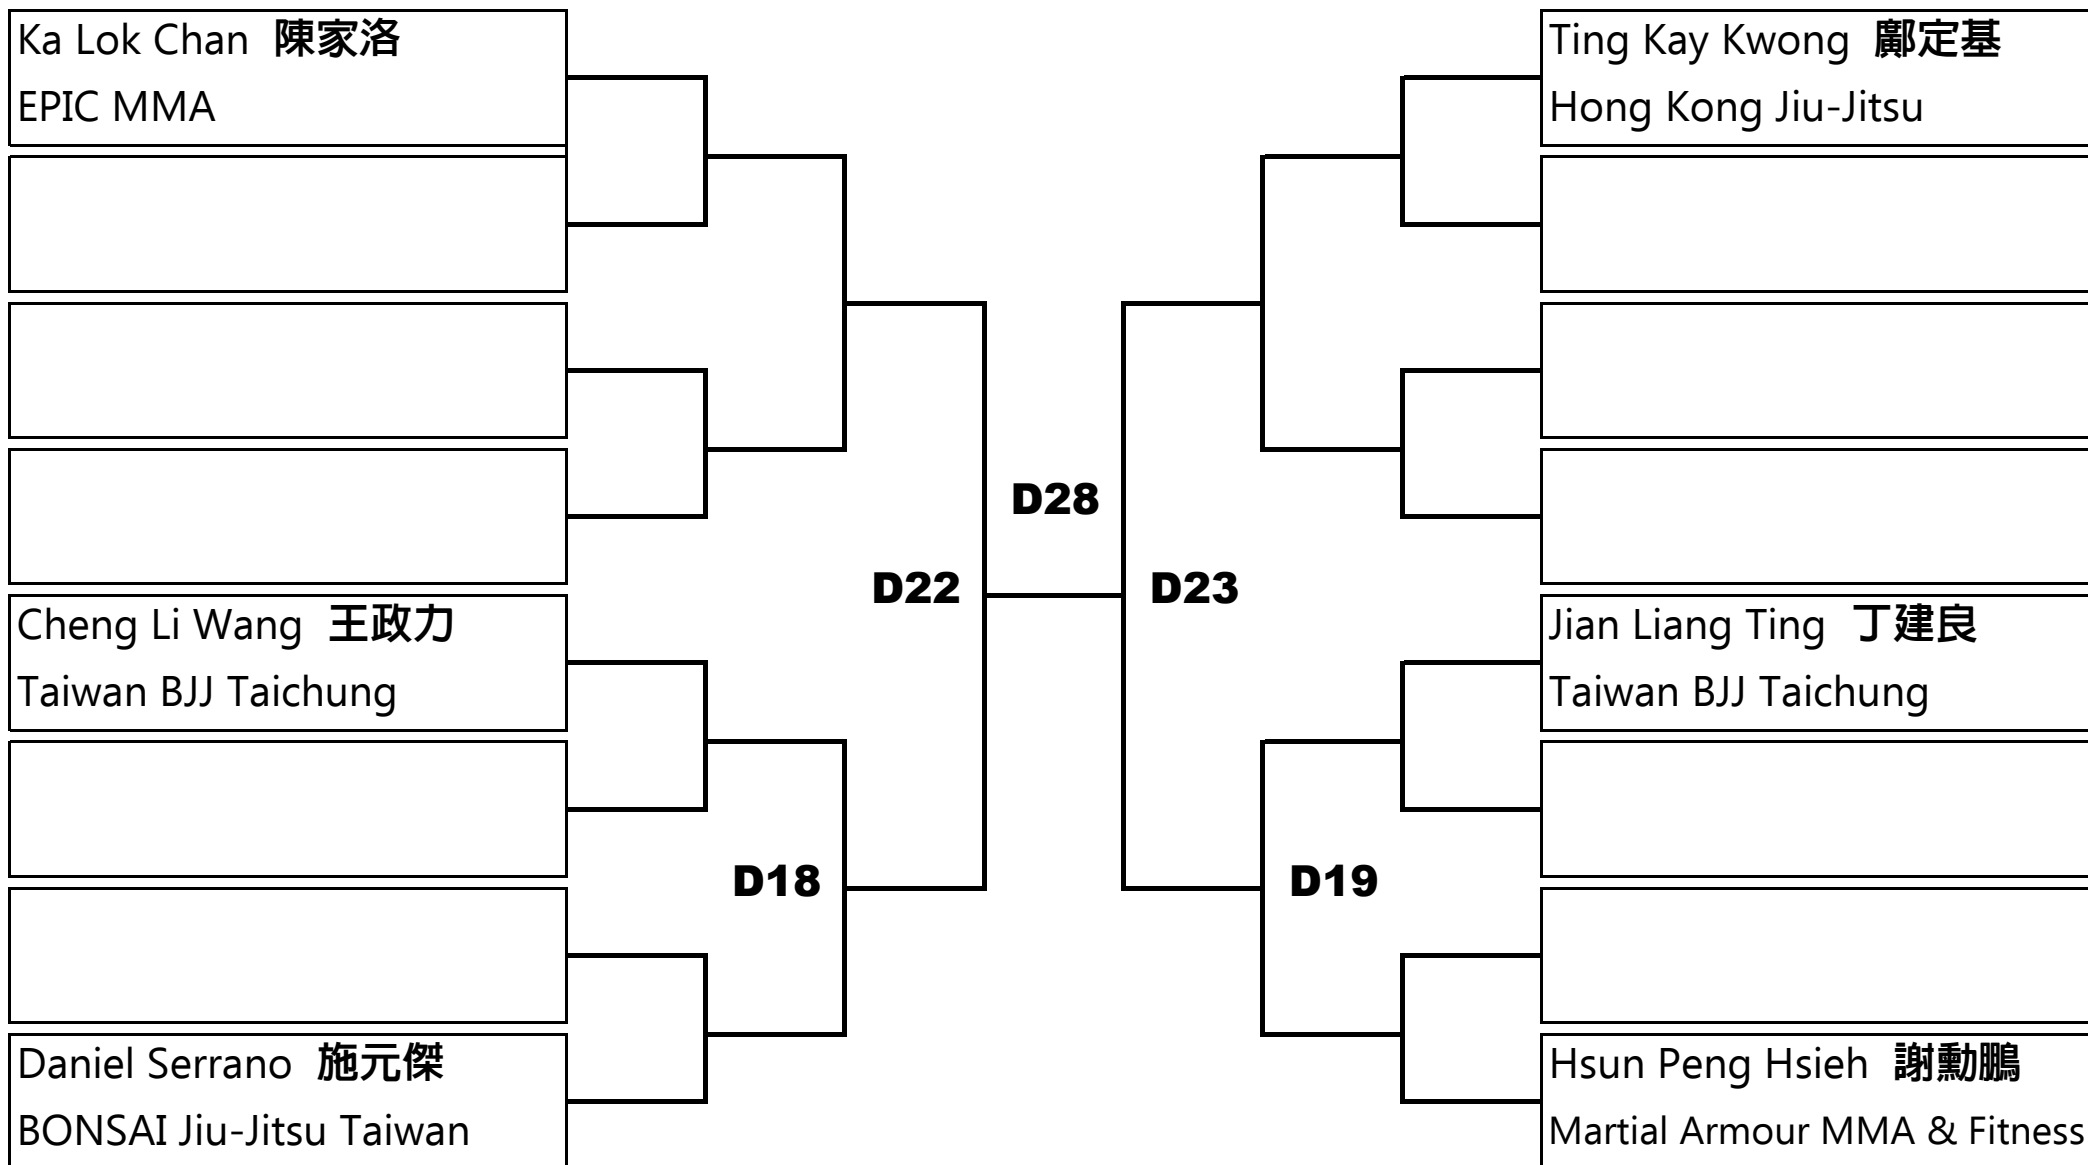 Ka Lok Chan 陳家洛
EPIC MMA
Cheng Li Wang 王政力
Taiwan BJJ Taichung
Daniel Serrano 施元傑
BONSAI Jiu-Jitsu Taiwan
D18
D22
D28
D23
D19
Ting Kay Kwong 鄺定基
Hong Kong Jiu-Jitsu
Jian Liang Ting 丁建良
Taiwan BJJ Taichung
Hsun Peng Hsieh 謝勳鵬
Martial Armour MMA & Fitness